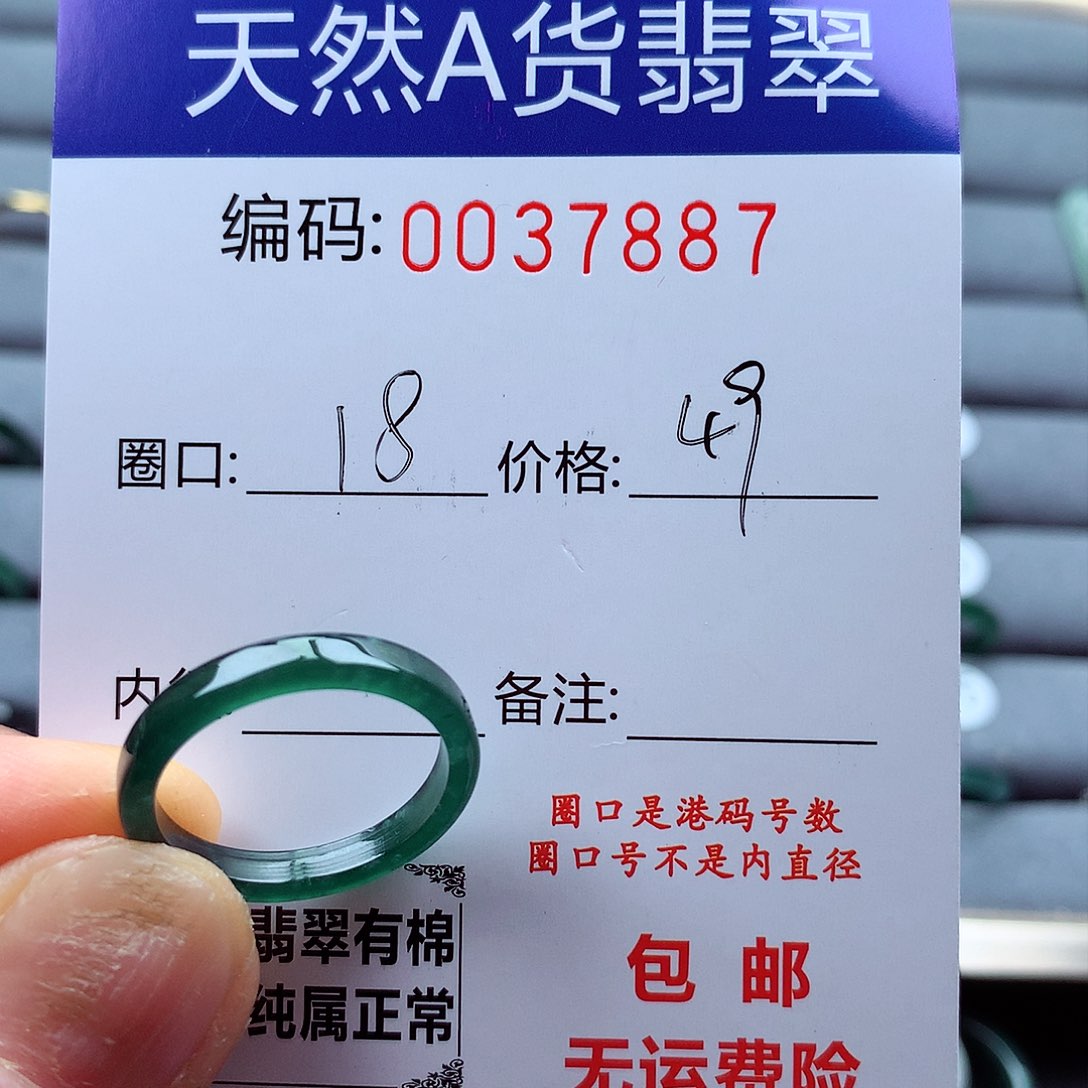 天然A货翡翠
编码:0037887
圈口: 18 价格: 49
内 备注:
圈口是港码号数
圈口号不是内直径
翡翠有棉
纯属正常
包邮
无运费险